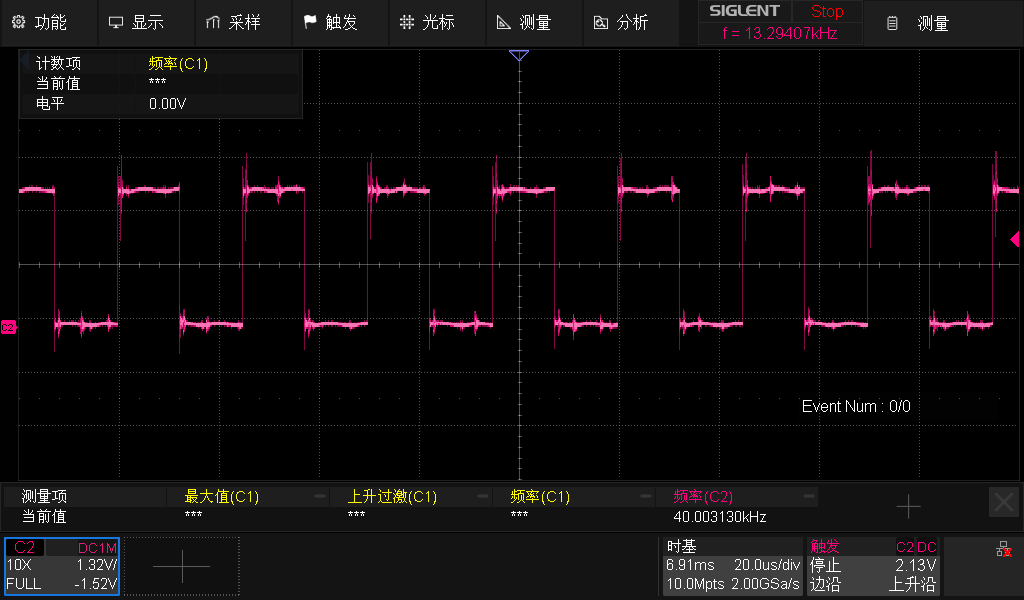 功能 显示 采样 触发 光标 测量 分析 SIGLENT Stop 测量
f = 13.29407kHz
计数项 频率(C1)
当前值 ***
电平 0.00V
C2
Event Num : 0/0
测量项 最大值(C1) 上升过激(C1) 频率(C1) 频率(C2)
当前值 *** *** *** 40.003130kHz
C2 DC1M 时基 触发 C2 DC
10X 1.32V/ 6.91ms 20.0us/div 停止 2.13V
FULL -1.52V 10.0Mpts 2.00GSa/s 边沿 上升沿